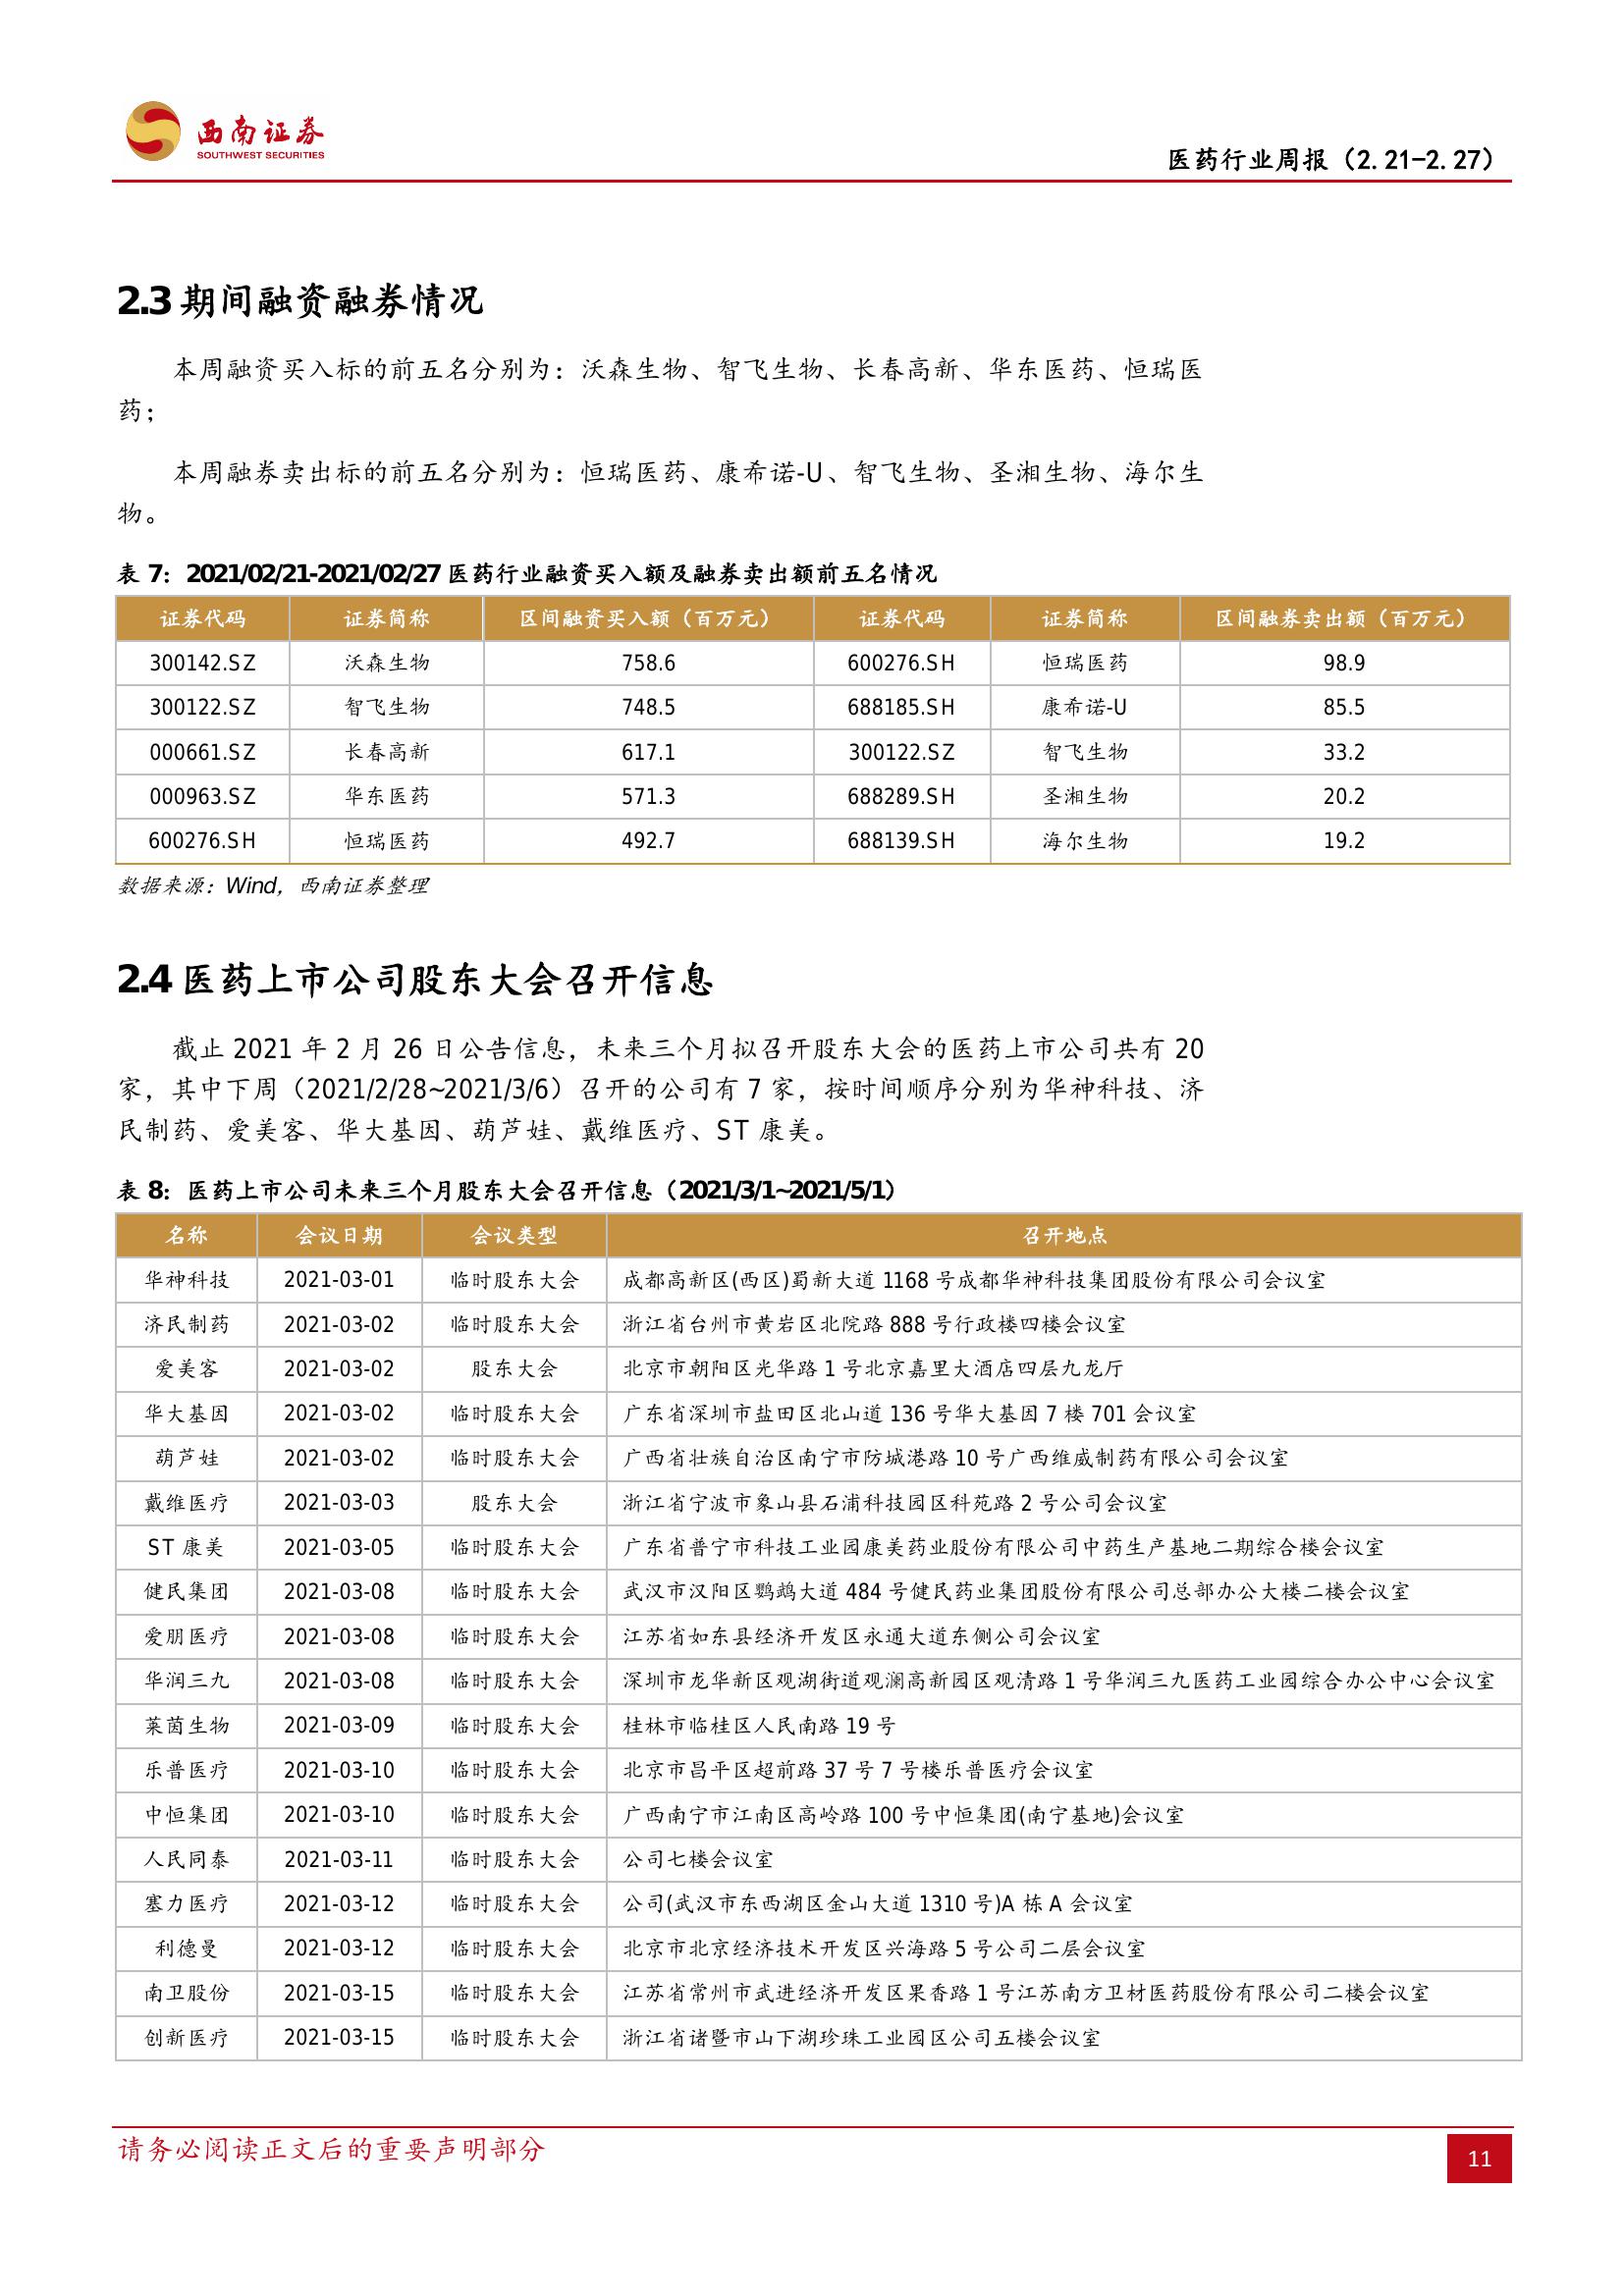 西南证券
SOUTHWEST SECURITIES
医药行业周报（2.21-2.27）
2.3 期间融资融券情况
本周融资买入标的前五名分别为：沃森生物、智飞生物、长春高新、华东医药、恒瑞医
药；
本周融券卖出标的前五名分别为：恒瑞医药、康希诺-U、智飞生物、圣湘生物、海尔生
物。
表 7：2021/02/21-2021/02/27 医药行业融资买入额及融券卖出额前五名情况
证券代码 证券简称 区间融资买入额（百万元） 证券代码 证券简称 区间融券卖出额（百万元）
300142.SZ 沃森生物 758.6 600276.SH 恒瑞医药 98.9
300122.SZ 智飞生物 748.5 688185.SH 康希诺-U 85.5
000661.SZ 长春高新 617.1 300122.SZ 智飞生物 33.2
000963.SZ 华东医药 571.3 688289.SH 圣湘生物 20.2
600276.SH 恒瑞医药 492.7 688139.SH 海尔生物 19.2
数据来源：Wind，西南证券整理
2.4 医药上市公司股东大会召开信息
截止 2021 年 2 月 26 日公告信息，未来三个月拟召开股东大会的医药上市公司共有 20
家，其中下周（2021/2/28~2021/3/6）召开的公司有 7 家，按时间顺序分别为华神科技、济
民制药、爱美客、华大基因、葫芦娃、戴维医疗、ST 康美。
表 8：医药上市公司未来三个月股东大会召开信息（2021/3/1~2021/5/1）
名称 会议日期 会议类型 召开地点
华神科技 2021-03-01 临时股东大会 成都高新区(西区)蜀新大道 1168 号成都华神科技集团股份有限公司会议室
济民制药 2021-03-02 临时股东大会 浙江省台州市黄岩区北院路 888 号行政楼四楼会议室
爱美客 2021-03-02 股东大会 北京市朝阳区光华路 1 号北京嘉里大酒店四层九龙厅
华大基因 2021-03-02 临时股东大会 广东省深圳市盐田区北山道 136 号华大基因 7 楼 701 会议室
葫芦娃 2021-03-02 临时股东大会 广西省壮族自治区南宁市防城港路 10 号广西维威制药有限公司会议室
戴维医疗 2021-03-03 股东大会 浙江省宁波市象山县石浦科技园区科苑路 2 号公司会议室
ST 康美 2021-03-05 临时股东大会 广东省普宁市科技工业园康美药业股份有限公司中药生产基地二期综合楼会议室
健民集团 2021-03-08 临时股东大会 武汉市汉阳区鹦鹉大道 484 号健民药业集团股份有限公司总部办公大楼二楼会议室
爱朋医疗 2021-03-08 临时股东大会 江苏省如东县经济开发区永通大道东侧公司会议室
华润三九 2021-03-08 临时股东大会 深圳市龙华新区观湖街道观澜高新园区观清路 1 号华润三九医药工业园综合办公中心会议室
莱茵生物 2021-03-09 临时股东大会 桂林市临桂区人民南路 19 号
乐普医疗 2021-03-10 临时股东大会 北京市昌平区超前路 37 号 7 号楼乐普医疗会议室
中恒集团 2021-03-10 临时股东大会 广西南宁市江南区高岭路 100 号中恒集团(南宁基地)会议室
人民同泰 2021-03-11 临时股东大会 公司七楼会议室
塞力医疗 2021-03-12 临时股东大会 公司(武汉市东西湖区金山大道 1310 号)A 栋 A 会议室
利德曼 2021-03-12 临时股东大会 北京市北京经济技术开发区兴海路 5 号公司二层会议室
南卫股份 2021-03-15 临时股东大会 江苏省常州市武进经济开发区果香路 1 号江苏南方卫材医药股份有限公司二楼会议室
创新医疗 2021-03-15 临时股东大会 浙江省诸暨市山下湖珍珠工业园区公司五楼会议室
请务必阅读正文后的重要声明部分
11